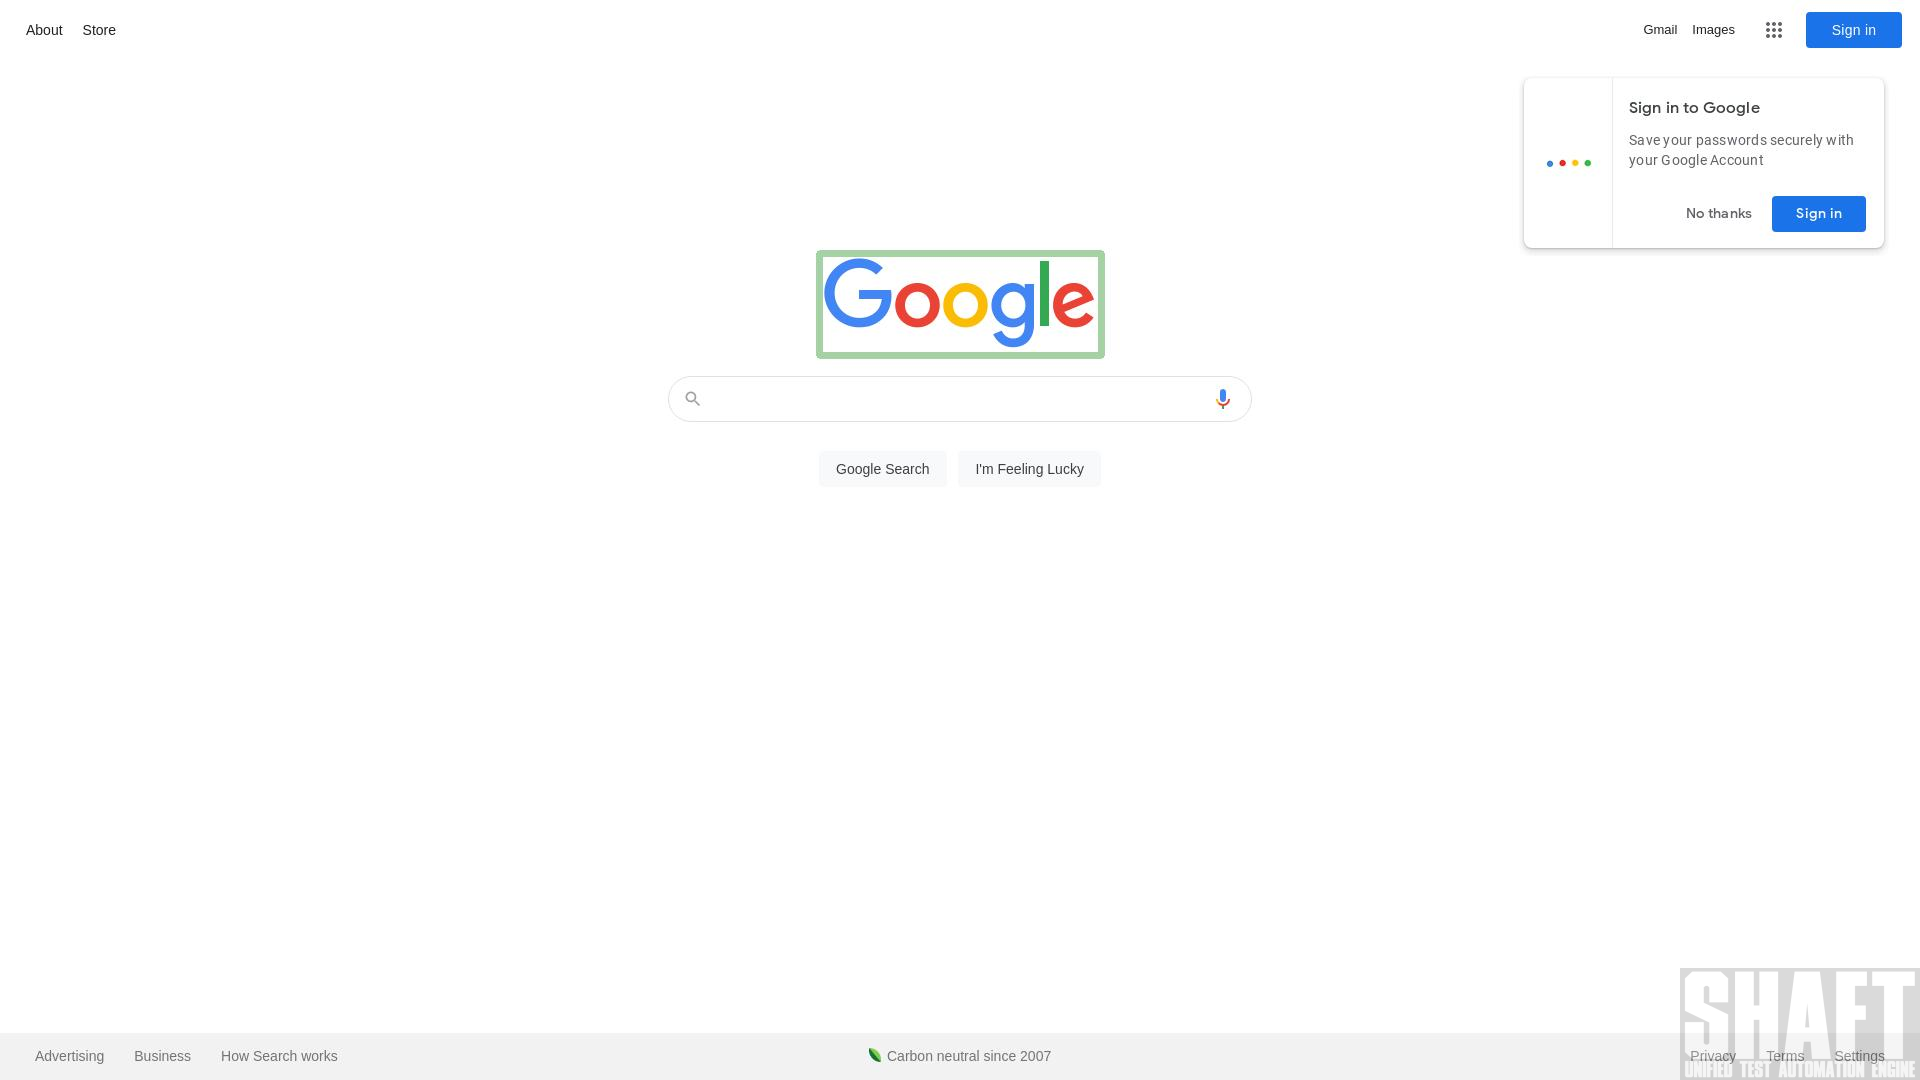 About Store
Gmail Images Sign in
Sign in to Google
Save your passwords securely with
your Google Account
No thanks Sign in
Google
Google Search I'm Feeling Lucky
SHAFT
Advertising Business How Search works Carbon neutral since 2007 Privacy Terms Settings
UNIFIED TEST AUTOMATION ENGINE